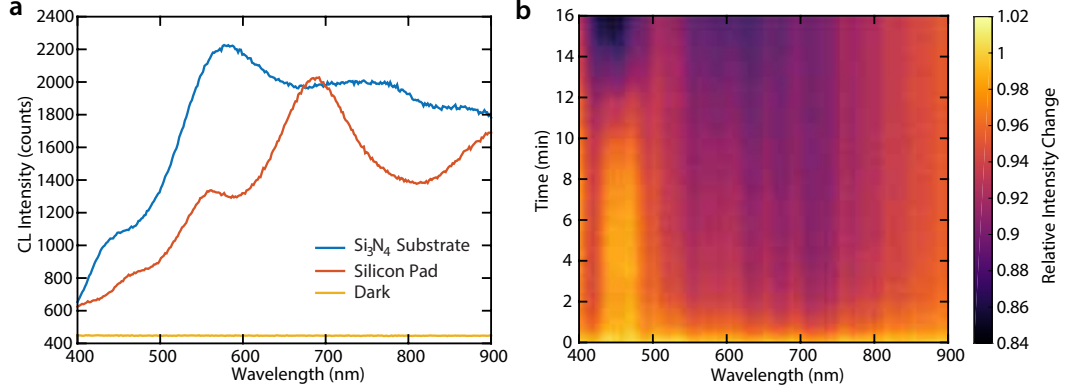 a
2400
2200
2000
1800
1600
1400
1200
1000
800
600
400
CL Intensity (counts)
Si₃N₄ Substrate
Silicon Pad
Dark
400 500 600 700 800 900
Wavelength (nm)
b
16
14
12
10
8
6
4
2
0
Time (min)
400 500 600 700 800 900
Wavelength (nm)
1.02
1
0.98
0.96
0.94
0.92
0.9
0.88
0.86
0.84
Relative Intensity Change